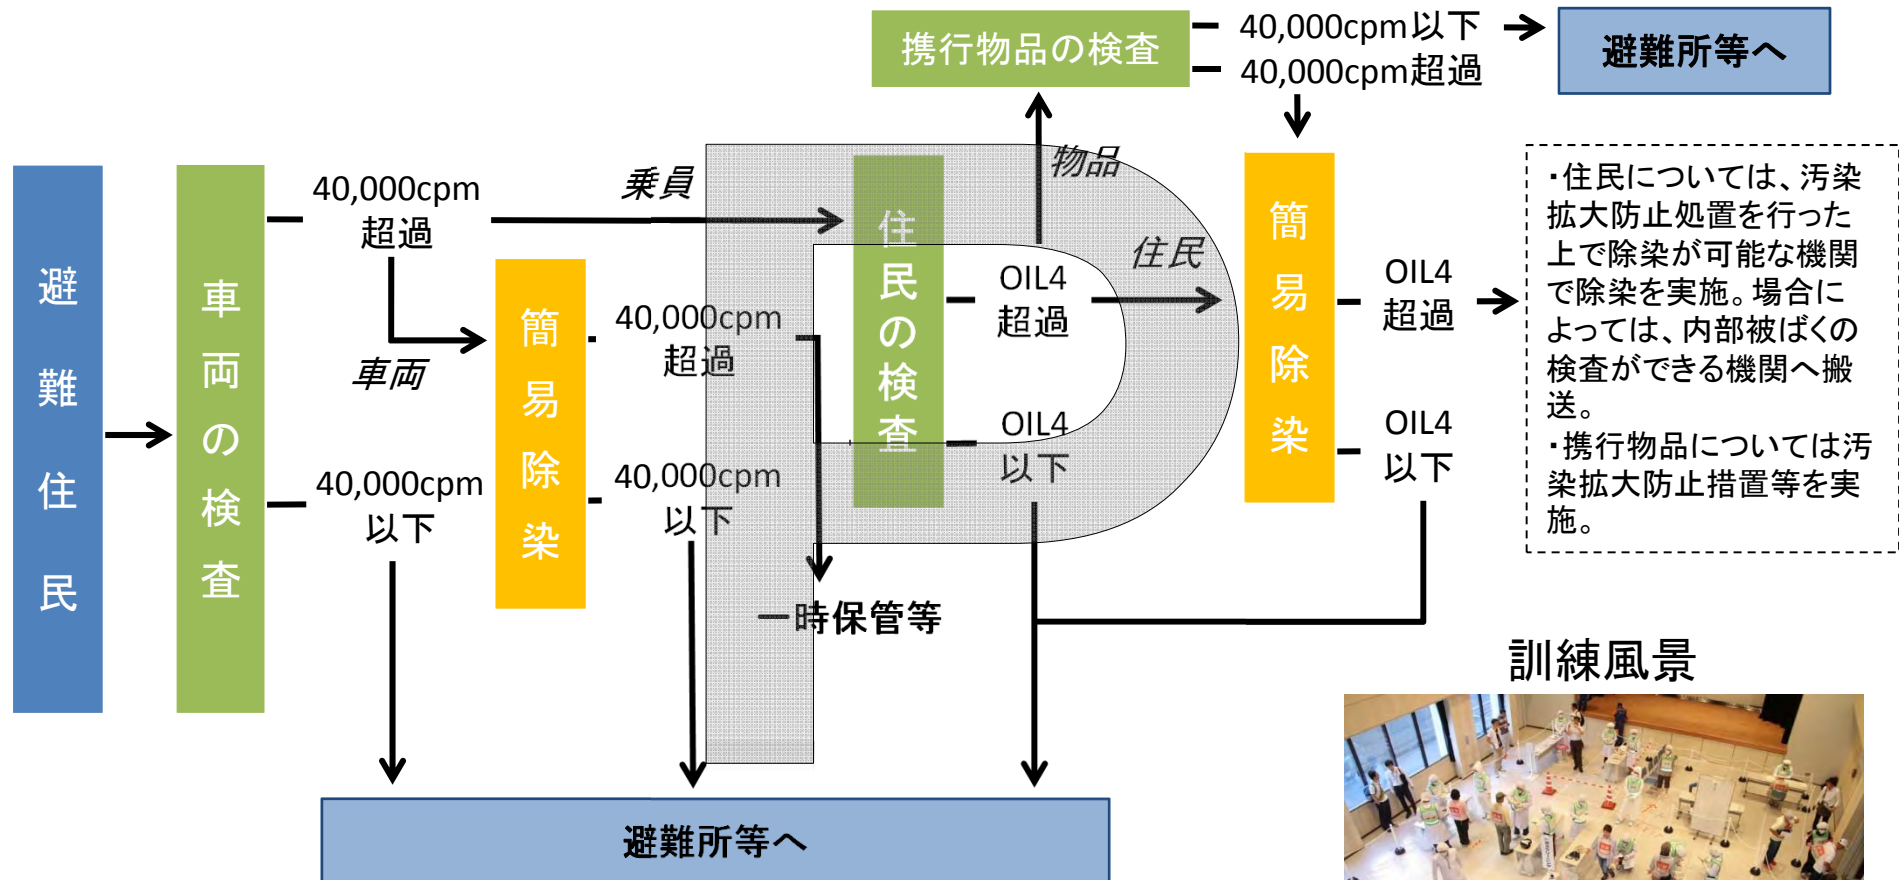 避難住民
車両の検査
40,000cpm
超過
乗員
車両
40,000cpm
以下
簡易除染
40,000cpm
超過
40,000cpm
以下
一時保管等
住民の検査
OIL4
超過
OIL4
以下
物品
住民
携行物品の検査
40,000cpm以下
40,000cpm超過
避難所等へ
簡易除染
OIL4
超過
OIL4
以下
・住民については、汚染
拡大防止処置を行った
上で除染が可能な機関
で除染を実施。場合に
よっては、内部被ばくの
検査ができる機関へ搬
送。
・携行物品については汚
染拡大防止措置等を実
施。
避難所等へ
訓練風景